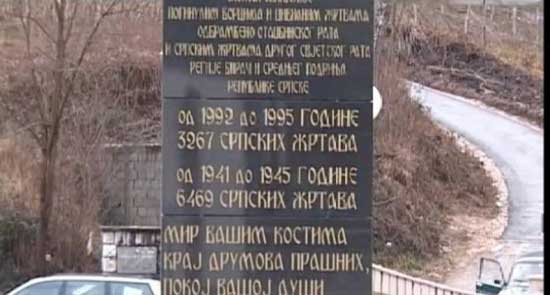 ПОГИНУЛИМ БОРЦИМА И ЦИВИЛНИМ ЖРТВАМА
ОДБРАМБЕНО ОТАЏБИНСКОГ РАТА
И СРПСКИМ ЖРТВАМА ДРУГОГ СВЈЕТСКОГ РАТА
РЕГИЈЕ БИРАЧ И СРЕДЊЕГ ПОДРИЊА
РЕПУБЛИКЕ СРПСКЕ
ОД 1992 ДО 1995 ГОДИНЕ
3267 СРПСКИХ ЖРТАВА
ОД 1941 ДО 1945 ГОДИНЕ
6469 СРПСКИХ ЖРТАВА
МИР ВАШИМ КОСТИМА
КРАЈ ДРУМОВА ПРАШНИХ,
ПОКОЈ ВАШОЈ ДУШИ